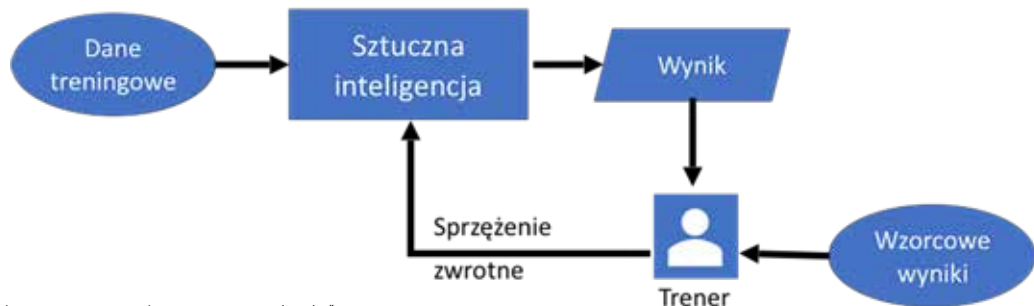 Dane
treningowe
Sztuczna
inteligencja
Wynik
Sprzężenie
zwrotne
Trener
Wzorcowe
wyniki